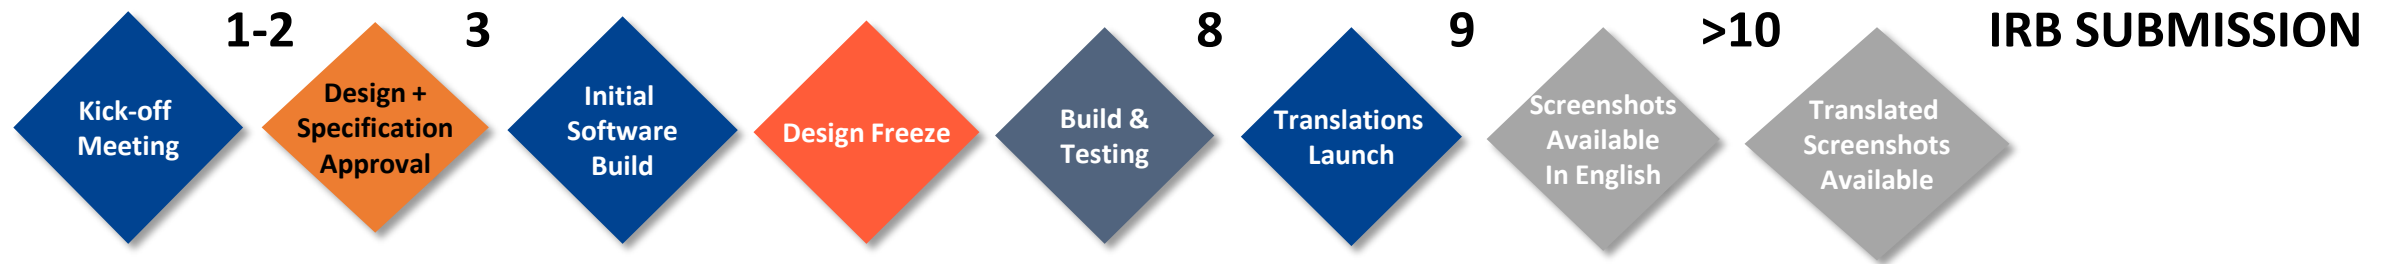 1-2
3
8
9
>10
IRB SUBMISSION
Kick-off
Meeting
Design +
Specification
Approval
Initial
Software
Build
Design Freeze
Build &
Testing
Translations
Launch
Screenshots
Available
In English
Translated
Screenshots
Available